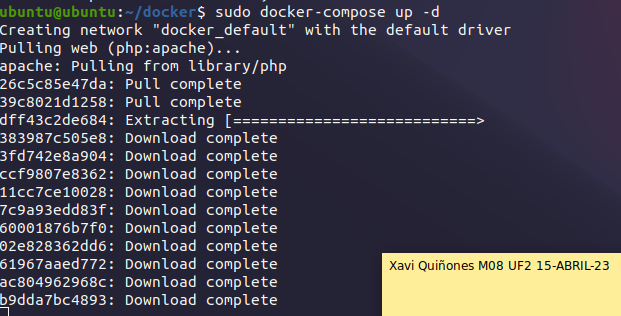 ubuntu@ubuntu:~/docker$ sudo docker-compose up -d
Creating network "docker_default" with the default driver
Pulling web (php:apache)...
apache: Pulling from library/php
26c5c85e47da: Pull complete
39c8021d1258: Pull complete
dff43c2de684: Extracting [===========================>
383987c505e8: Download complete
3fd742e8a904: Download complete
ccf9807e8362: Download complete
11cc7ce10028: Download complete
7c9a93edd83f: Download complete
60001876b7f0: Download complete
02e828362dd6: Download complete
61967aaed772: Download complete
ac804962968c: Download complete
b9dda7bc4893: Download complete
Xavi Quiñones M08 UF2 15-ABRIL-23